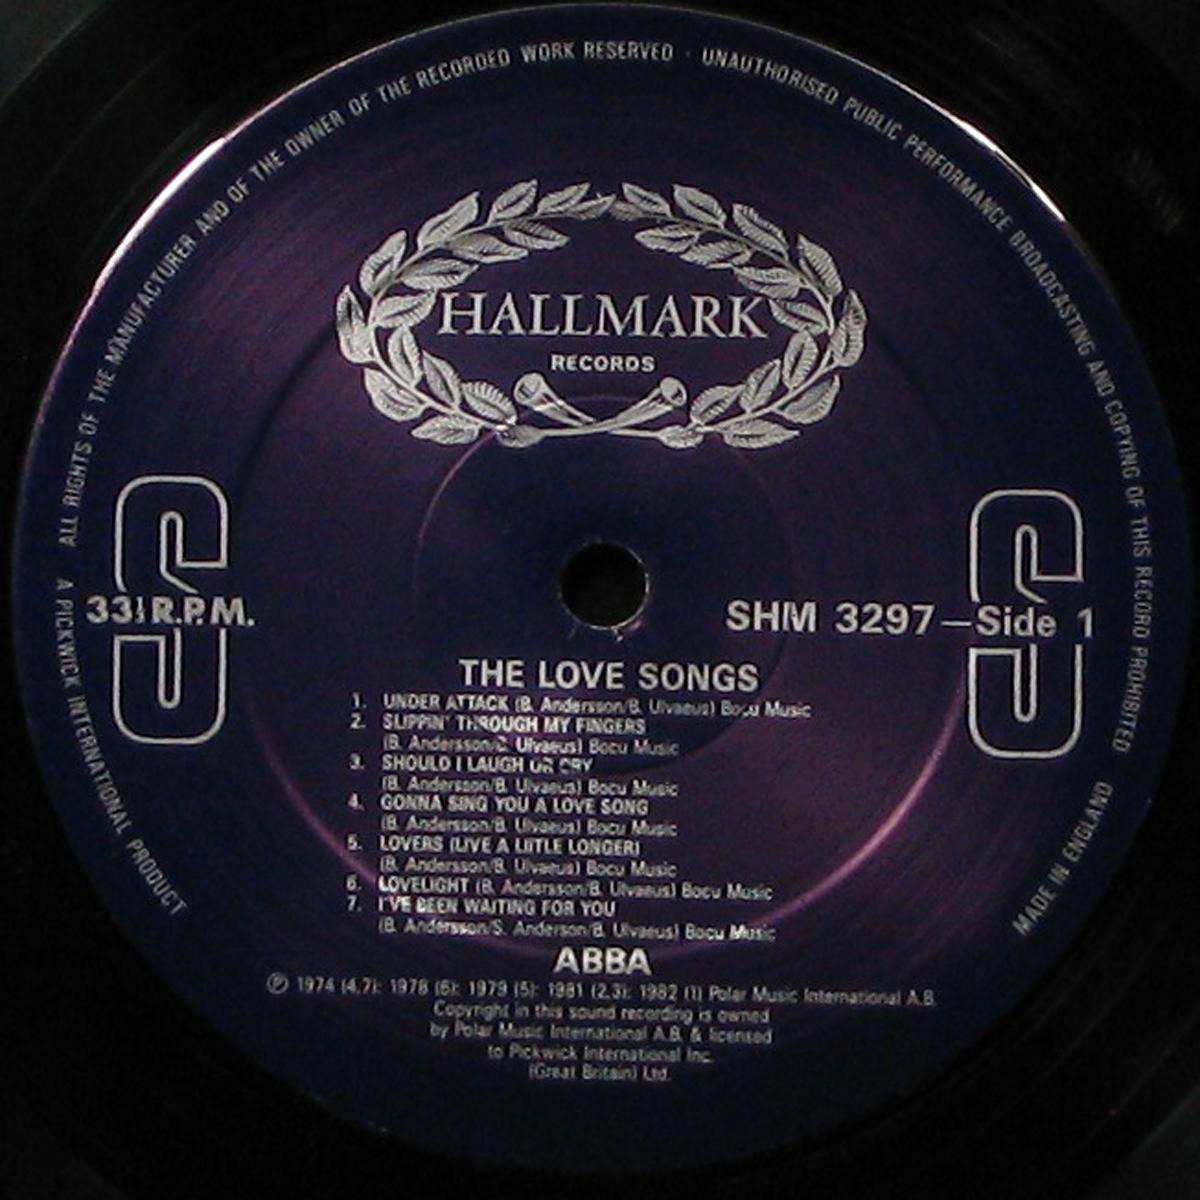 ALL RIGHTS OF THE MANUFACTURER AND OF THE OWNER OF THE RECORDED WORK RESERVED · UNAUTHORISED PUBLIC PERFORMANCE BROADCASTING AND COPYING OF THIS RECORD PROHIBITED
HALLMARK
RECORDS
S
S
33⅓ R.P.M.
SHM 3297—Side 1
THE LOVE SONGS
1. UNDER ATTACK (B. Andersson/B. Ulvaeus) Bocu Music
2. SLIPPIN' THROUGH MY FINGERS
(B. Andersson/C. Ulvaeus) Bocu Music
3. SHOULD I LAUGH OR CRY
(B. Andersson/B. Ulvaeus) Bocu Music
4. GONNA SING YOU A LOVE SONG
(B. Andersson/B. Ulvaeus) Bocu Music
5. LOVERS (LIVE A LITTLE LONGER)
(B. Andersson/B. Ulvaeus) Bocu Music
6. LOVELIGHT (B. Andersson/B. Ulvaeus) Bocu Music
7. I'VE BEEN WAITING FOR YOU
(B. Andersson/S. Anderson/B. Ulvaeus) Bocu Music
ABBA
℗ 1974 (4,7): 1978 (6): 1979 (5): 1981 (2,3): 1982 (1) Polar Music International A.B.
Copyright in this sound recording is owned
by Polar Music International A.B. & licensed
to Pickwick International Inc.
(Great Britain) Ltd.
A PICKWICK INTERNATIONAL PRODUCT
MADE IN ENGLAND